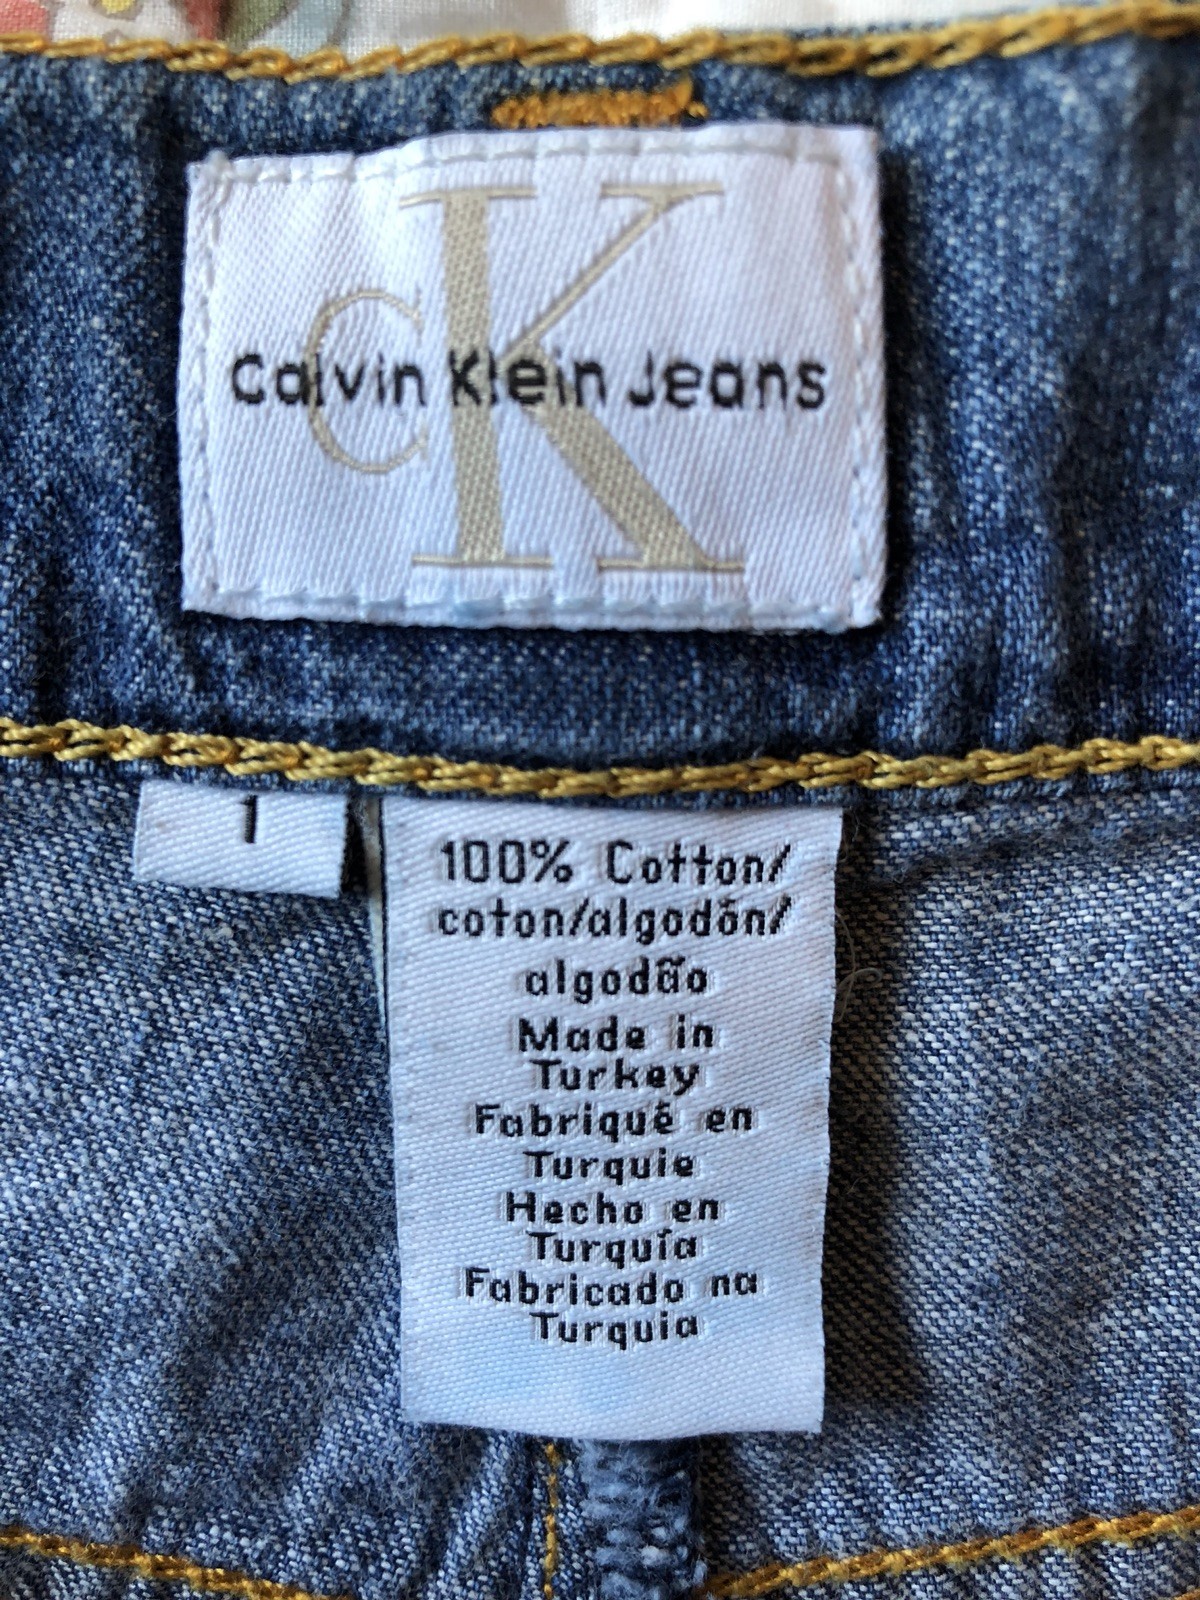 cK
Calvin Klein Jeans
100% Cotton/
coton/algodón/
algodão
Made in
Turkey
Fabriqué en
Turquie
Hecho en
Turquía
Fabricado na
Turquia